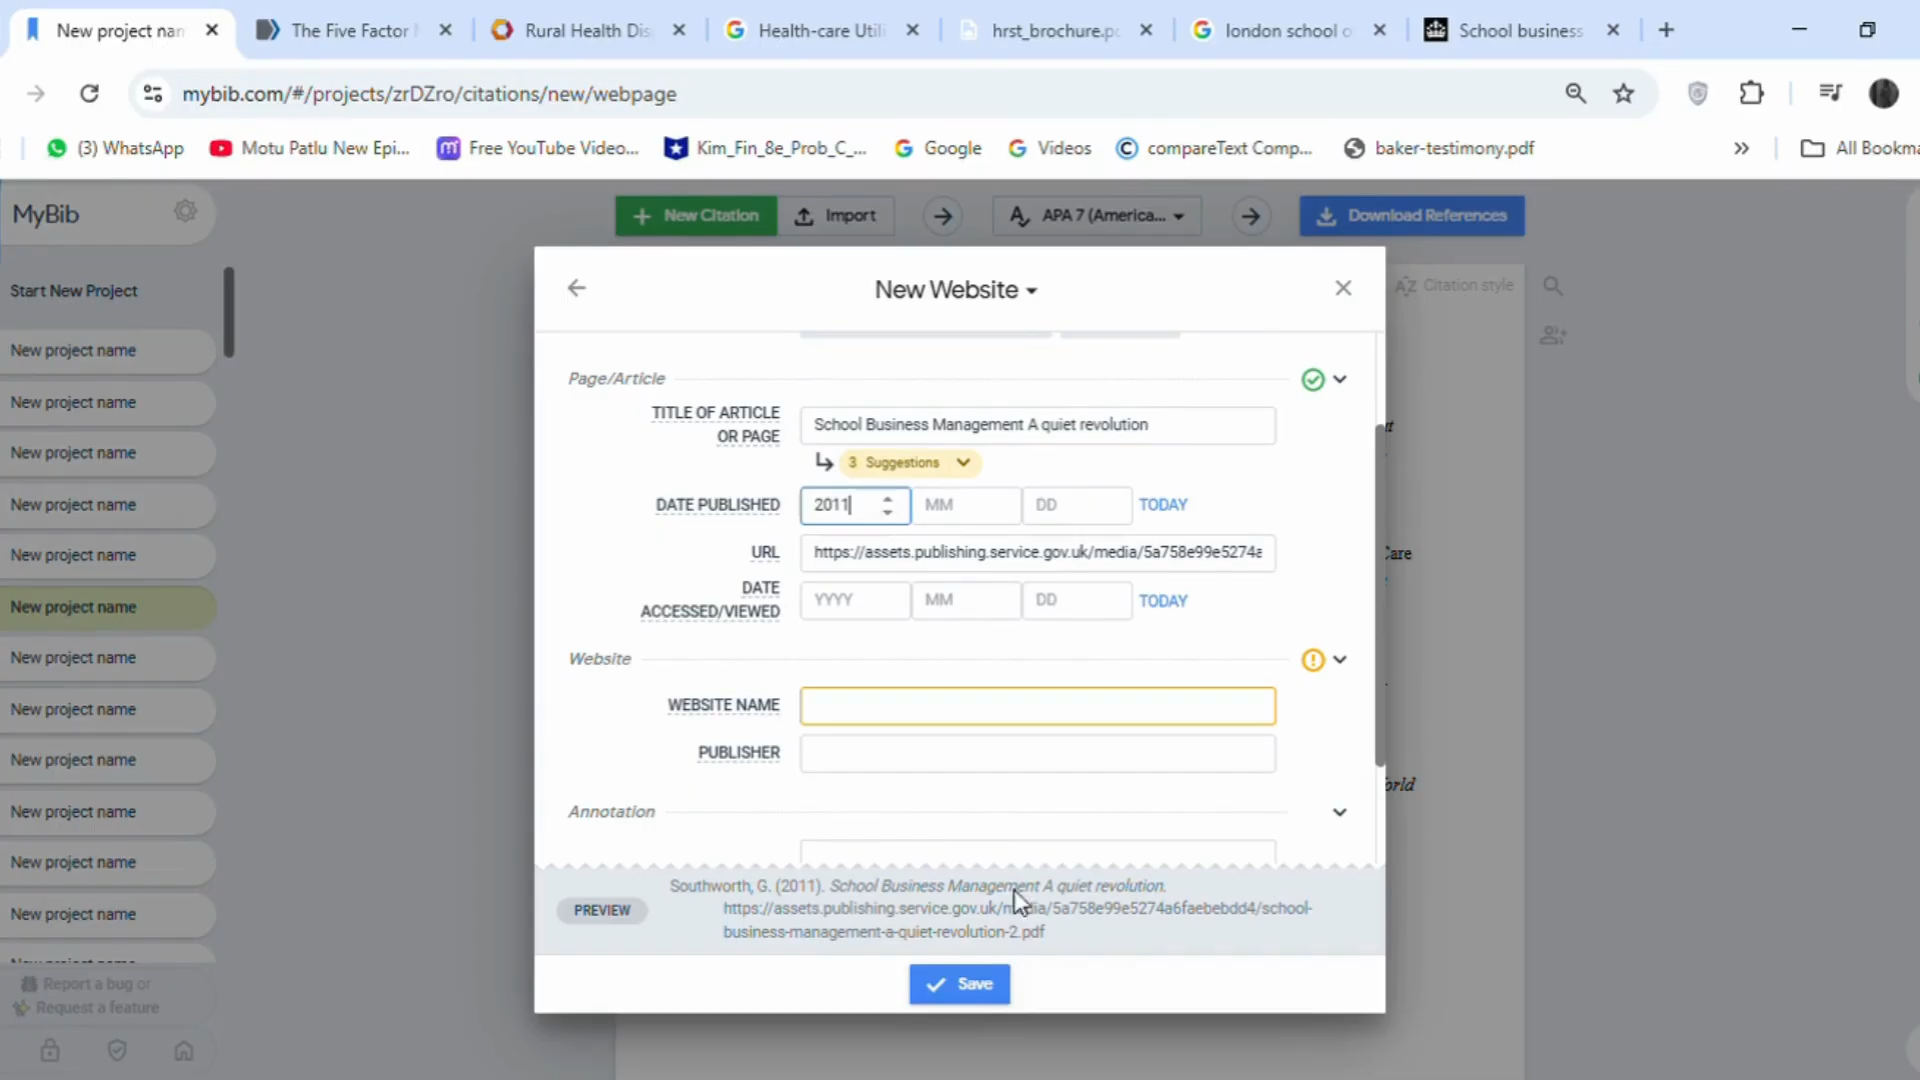 New project nam
The Five Factor
Rural Health Dis
Health-care Utili
hrst_brochure.p
london school o
School business
mybib.com/#/projects/zrDZro/citations/new/webpage
(3) WhatsApp
Motu Patlu New Epi...
Free YouTube Video...
Kim_Fin_8e_Prob_C_...
Google
Videos
compareText Comp...
baker-testimony.pdf
All Bookma
MyBib
New Citation
Import
APA 7 (America...
Download References
Start New Project
New project name
New project name
New project name
New project name
New project name
New project name
New project name
New project name
New project name
New project name
New project name
New project name
Report a bug or
Request a feature
Citation style
Care
orld
New Website
Page/Article
TITLE OF ARTICLE
OR PAGE
School Business Management A quiet revolution
3 Suggestions
DATE PUBLISHED
2011
MM
DD
TODAY
URL
https://assets.publishing.service.gov.uk/media/5a758e99e5274a
DATE
ACCESSED/VIEWED
YYYY
MM
DD
TODAY
Website
WEBSITE NAME
PUBLISHER
Annotation
PREVIEW
Southworth, G. (2011). School Business Management A quiet revolution.
https://assets.publishing.service.gov.uk/media/5a758e99e5274a6faebebdd4/school-
business-management-a-quiet-revolution-2.pdf
Save